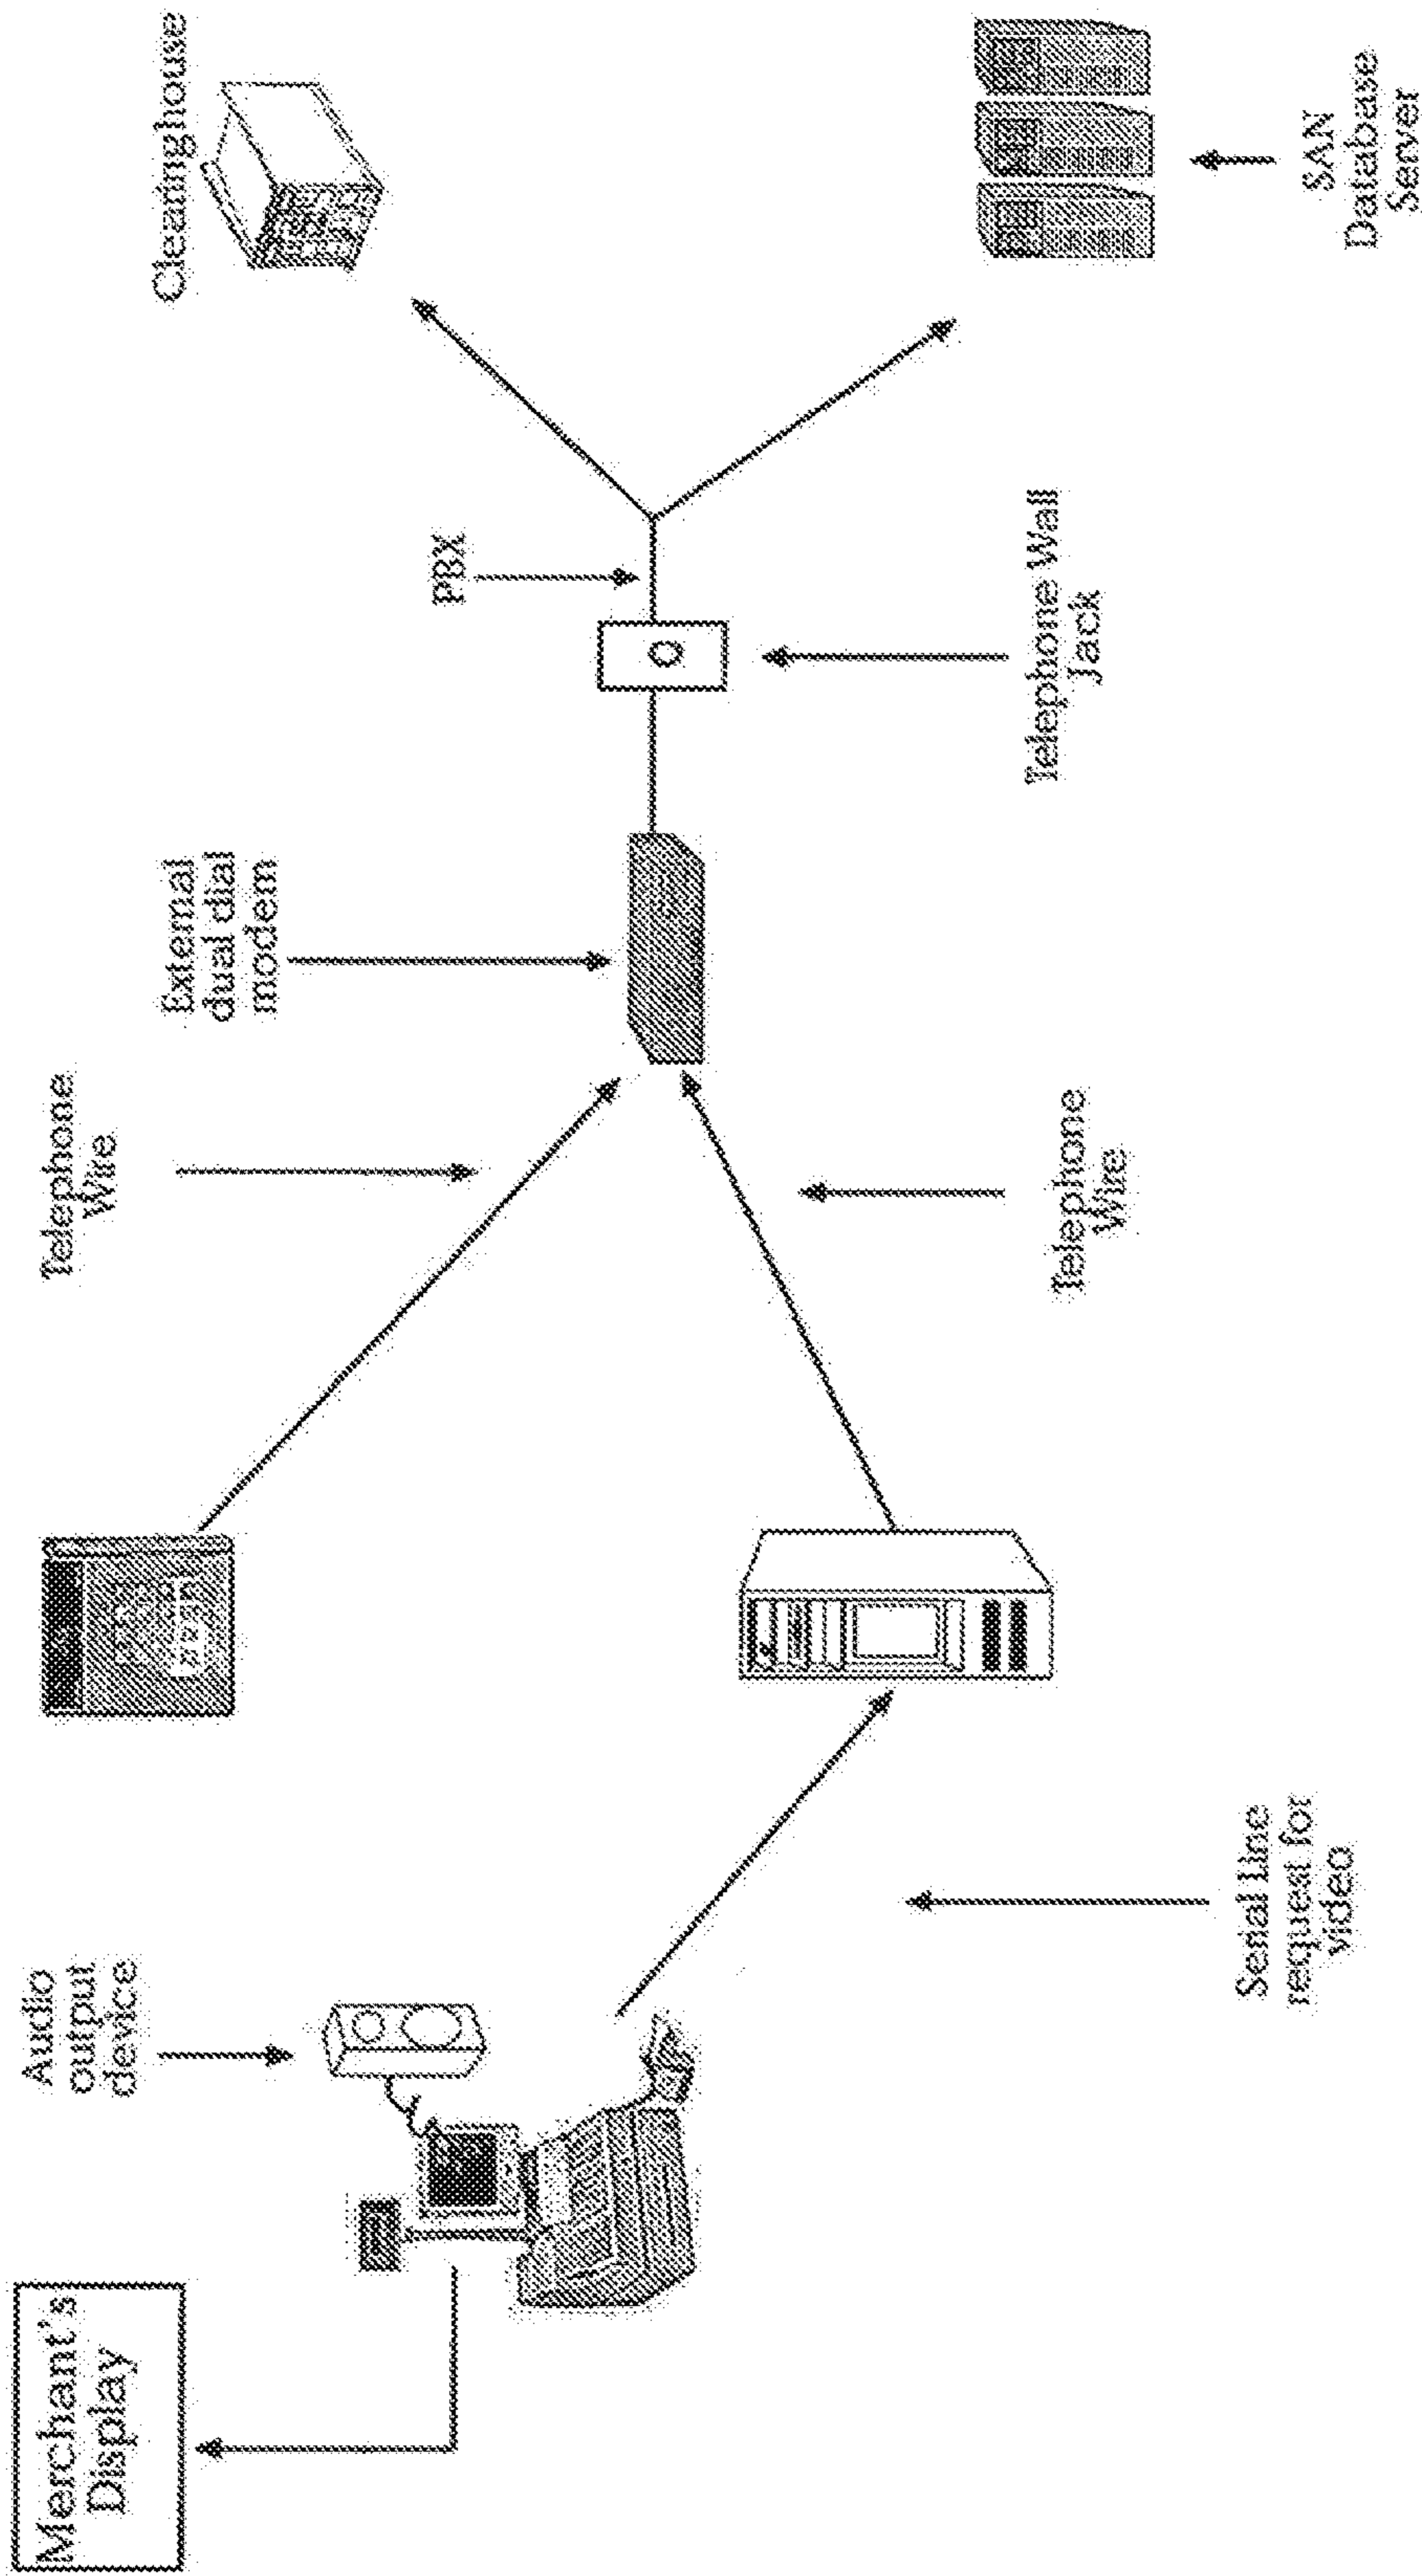 Merchant's
Display
Audio
output
device
Telephone
Wire
External
dual dial
modem
Clearinghouse
PBX
Serial Line
request for
video
Telephone
Wire
Telephone Wall
Jack
SAN
Database
Server